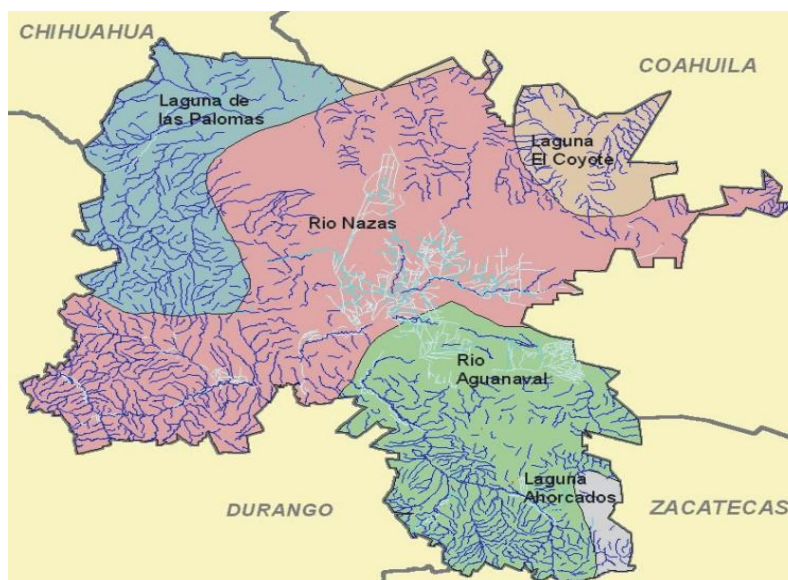 CHIHUAHUA
COAHUILA
Laguna de
las Palomas
Laguna
El Coyote
Rio Nazas
Rio
Aguanaval
Laguna
Ahorcados
DURANGO
ZACATECAS